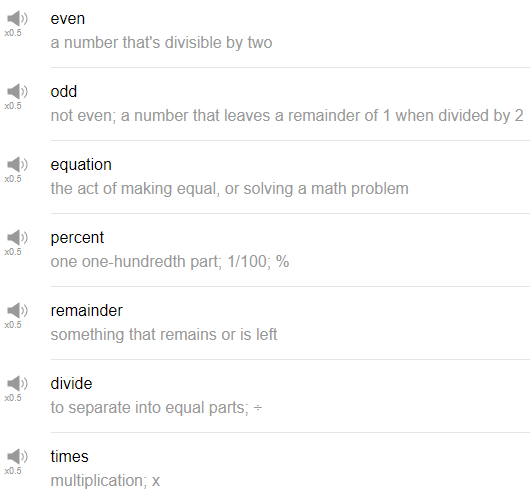 even
x0.5
a number that's divisible by two
odd
x0.5
not even; a number that leaves a remainder of 1 when divided by 2
equation
x0.5
the act of making equal, or solving a math problem
percent
x0.5
one one-hundredth part; 1/100; %
remainder
x0.5
something that remains or is left
divide
x0.5
to separate into equal parts; ÷
times
x0.5
multiplication; x